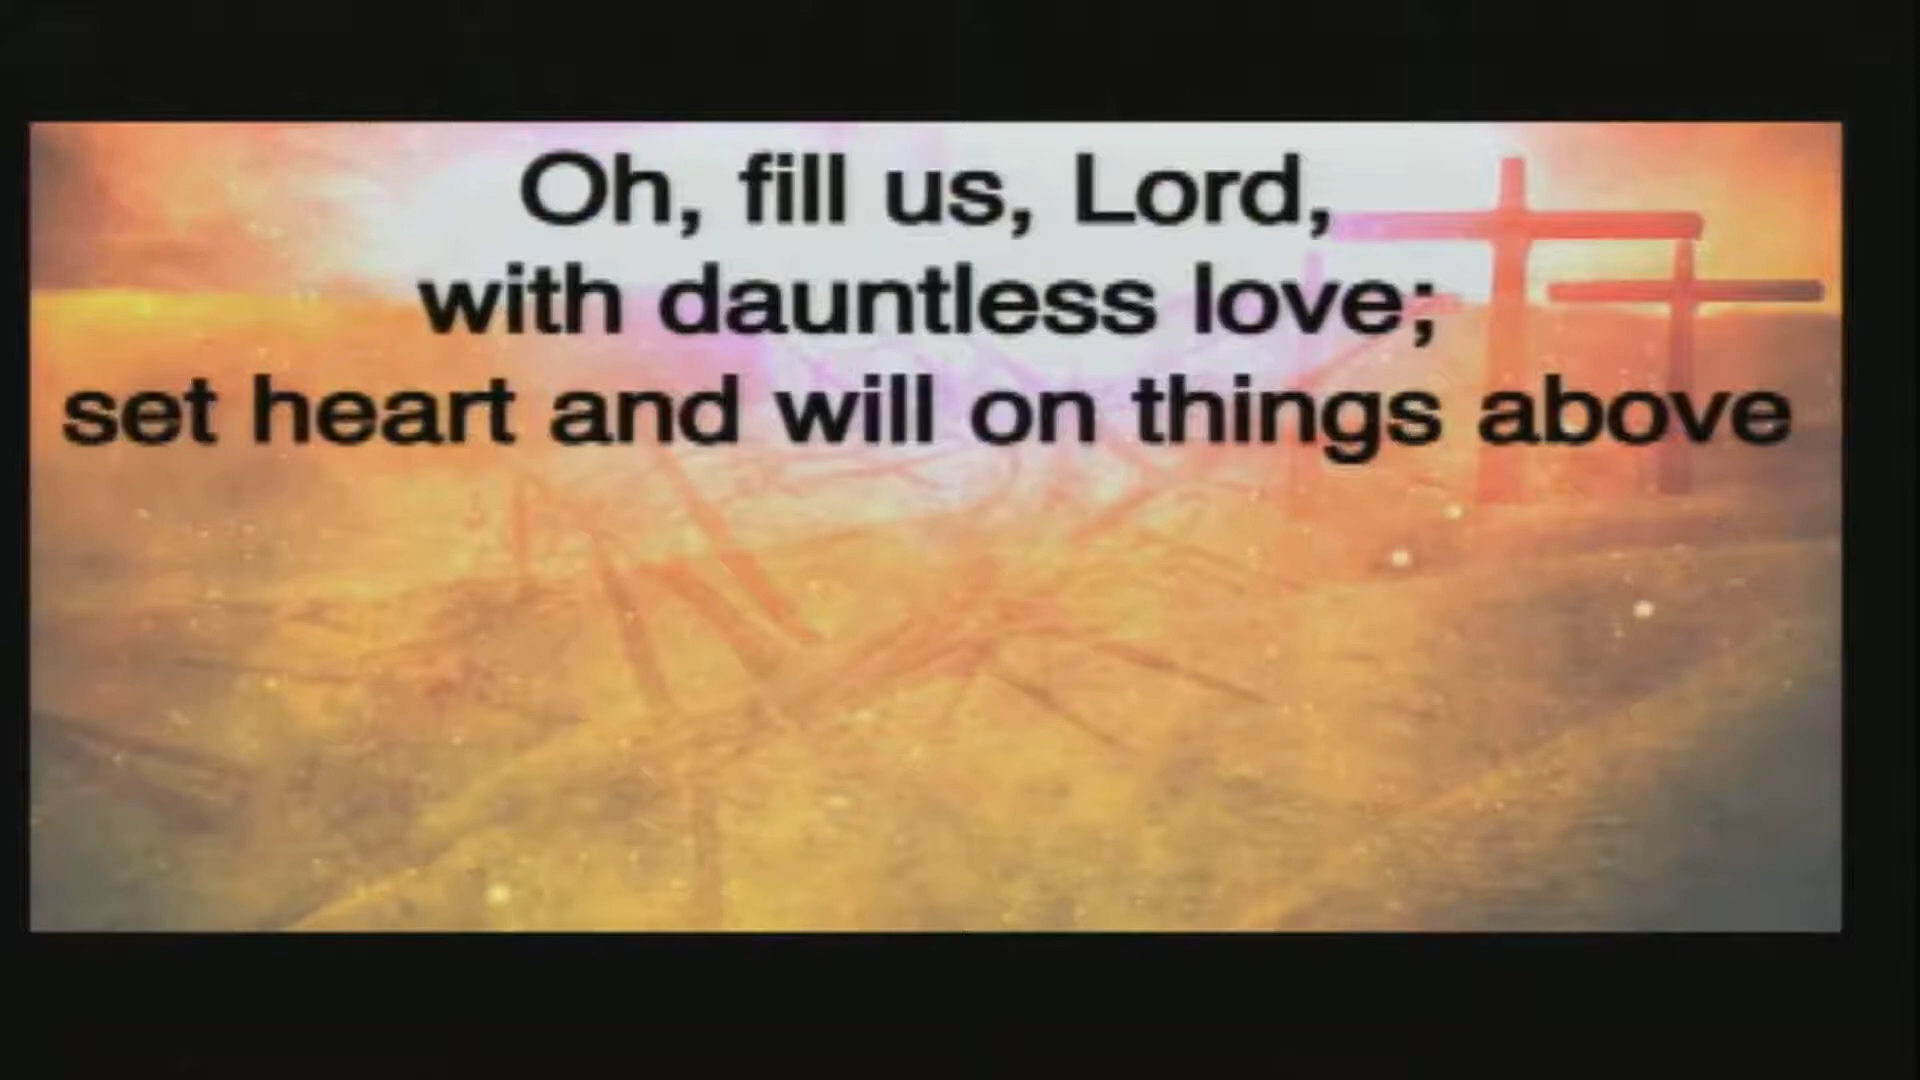 Oh, fill us, Lord,
with dauntless love;
set heart and will on things above